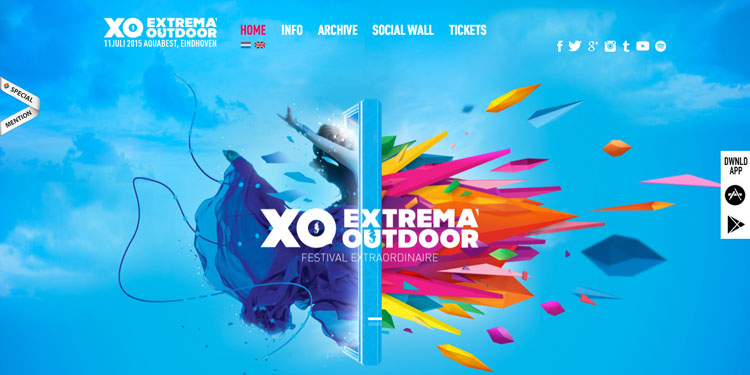 XO EXTREMA OUTDOOR
11 JULI 2015 AQUABEST, EINDHOVEN
HOME INFO ARCHIVE SOCIAL WALL TICKETS
SPECIAL
MENTION
DWNLD
APP
XO EXTREMA OUTDOOR
FESTIVAL EXTRAORDINAIRE